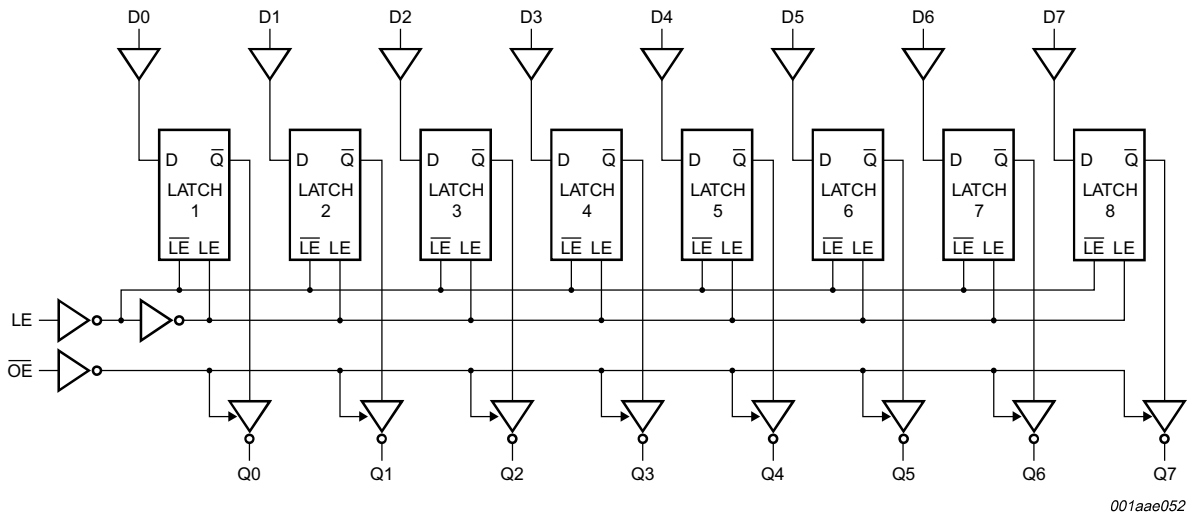 D0 D1 D2 D3 D4 D5 D6 D7
D Q̅ D Q̅ D Q̅ D Q̅ D Q̅ D Q̅ D Q̅ D Q̅
LATCH LATCH LATCH LATCH LATCH LATCH LATCH LATCH
1 2 3 4 5 6 7 8
L̅E̅ LE L̅E̅ LE L̅E̅ LE L̅E̅ LE L̅E̅ LE L̅E̅ LE L̅E̅ LE L̅E̅ LE
LE
O̅E̅
Q0 Q1 Q2 Q3 Q4 Q5 Q6 Q7
001aae052